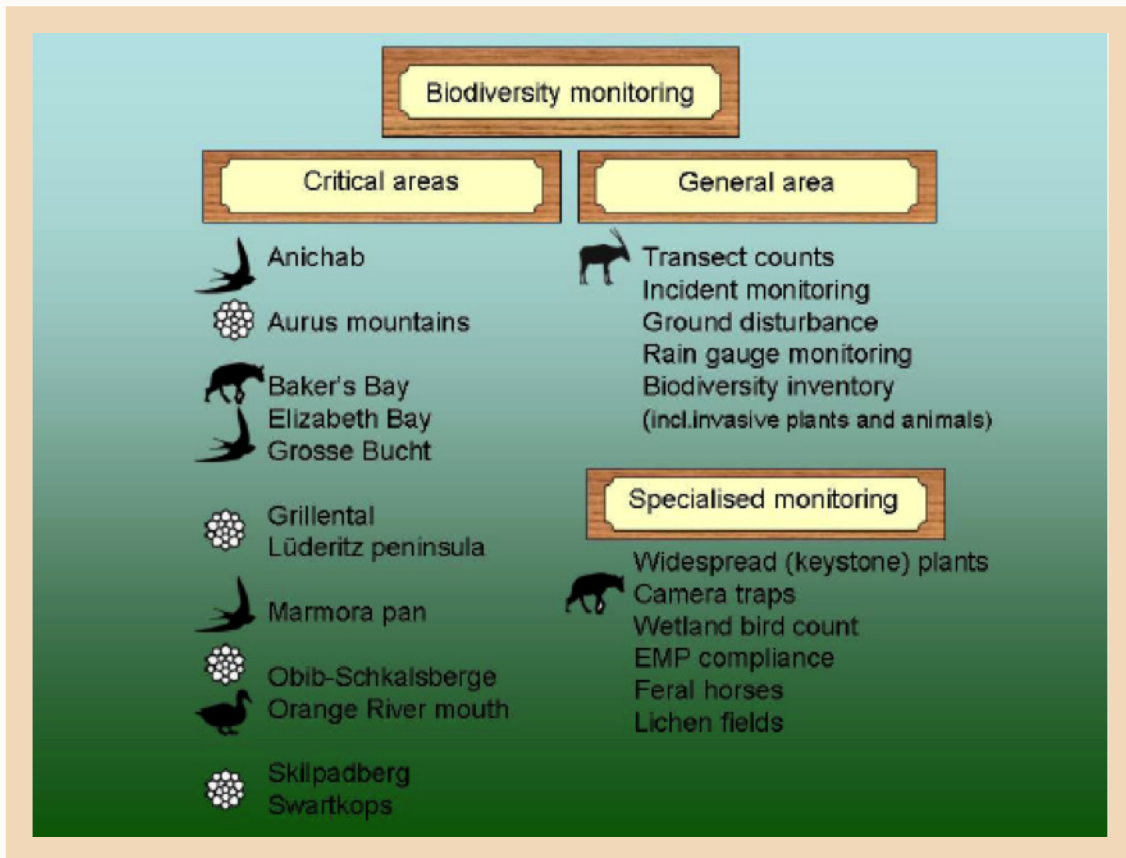 Biodiversity monitoring
Critical areas
Anichab
Aurus mountains
Baker's Bay
Elizabeth Bay
Grosse Bucht
Grillental
Lüderitz peninsula
Marmora pan
Obib-Schkalsberge
Orange River mouth
Skilpadberg
Swartkops
General area
Transect counts
Incident monitoring
Ground disturbance
Rain gauge monitoring
Biodiversity inventory
(incl.invasive plants and animals)
Specialised monitoring
Widespread (keystone) plants
Camera traps
Wetland bird count
EMP compliance
Feral horses
Lichen fields